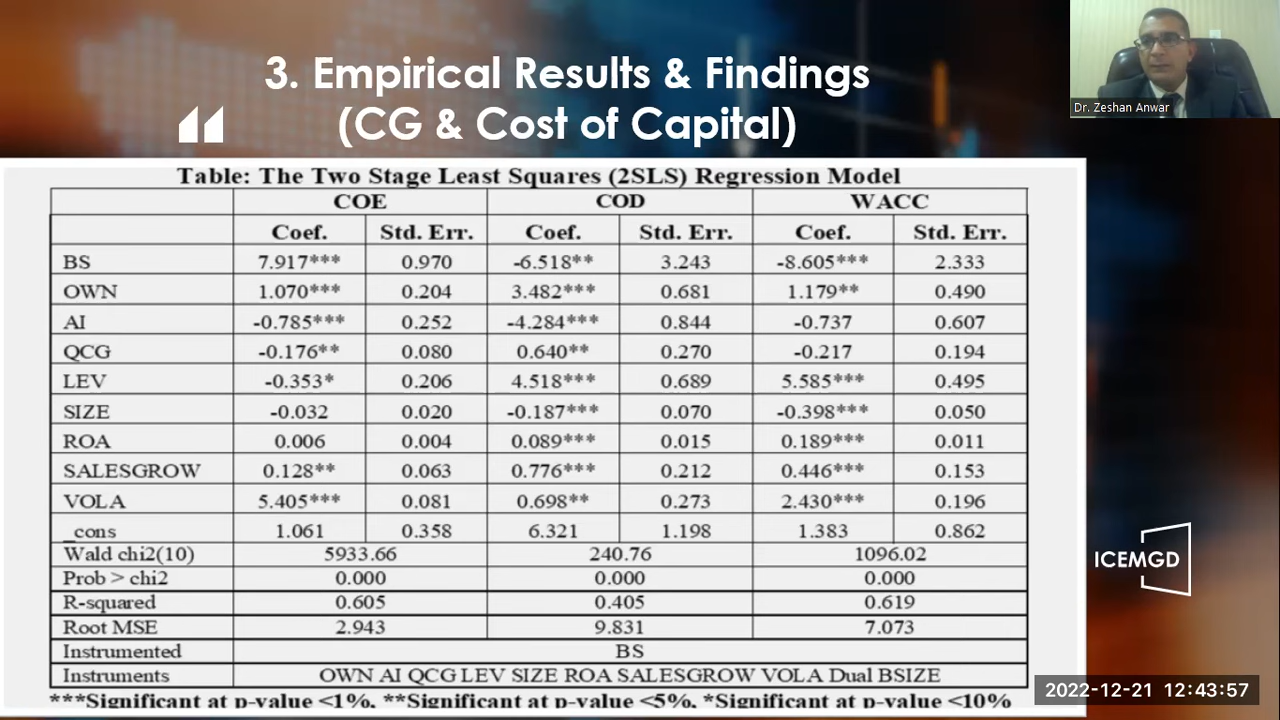 3. Empirical Results & Findings
(CG & Cost of Capital)
Dr. Zeshan Anwar
Table: The Two Stage Least Squares (2SLS) Regression Model
COE COD WACC
Coef. Std. Err. Coef. Std. Err. Coef. Std. Err.
BS 7.917*** 0.970 -6.518** 3.243 -8.605*** 2.333
OWN 1.070*** 0.204 3.482*** 0.681 1.179** 0.490
AI -0.785*** 0.252 -4.284*** 0.844 -0.737 0.607
QCG -0.176** 0.080 0.640** 0.270 -0.217 0.194
LEV -0.353* 0.206 4.518*** 0.689 5.585*** 0.495
SIZE -0.032 0.020 -0.187*** 0.070 -0.398*** 0.050
ROA 0.006 0.004 0.089*** 0.015 0.189*** 0.011
SALESGROW 0.128** 0.063 0.776*** 0.212 0.446*** 0.153
VOLA 5.405*** 0.081 0.698** 0.273 2.430*** 0.196
_cons 1.061 0.358 6.321 1.198 1.383 0.862
Wald chi2(10) 5933.66 240.76 1096.02
Prob > chi2 0.000 0.000 0.000
R-squared 0.605 0.405 0.619
Root MSE 2.943 9.831 7.073
Instrumented BS
Instruments OWN AI QCG LEV SIZE ROA SALESGROW VOLA Dual BSIZE
***Significant at p-value <1%, **Significant at p-value <5%, *Significant at p-value <10%
ICEMGD
2022-12-21 12:43:57